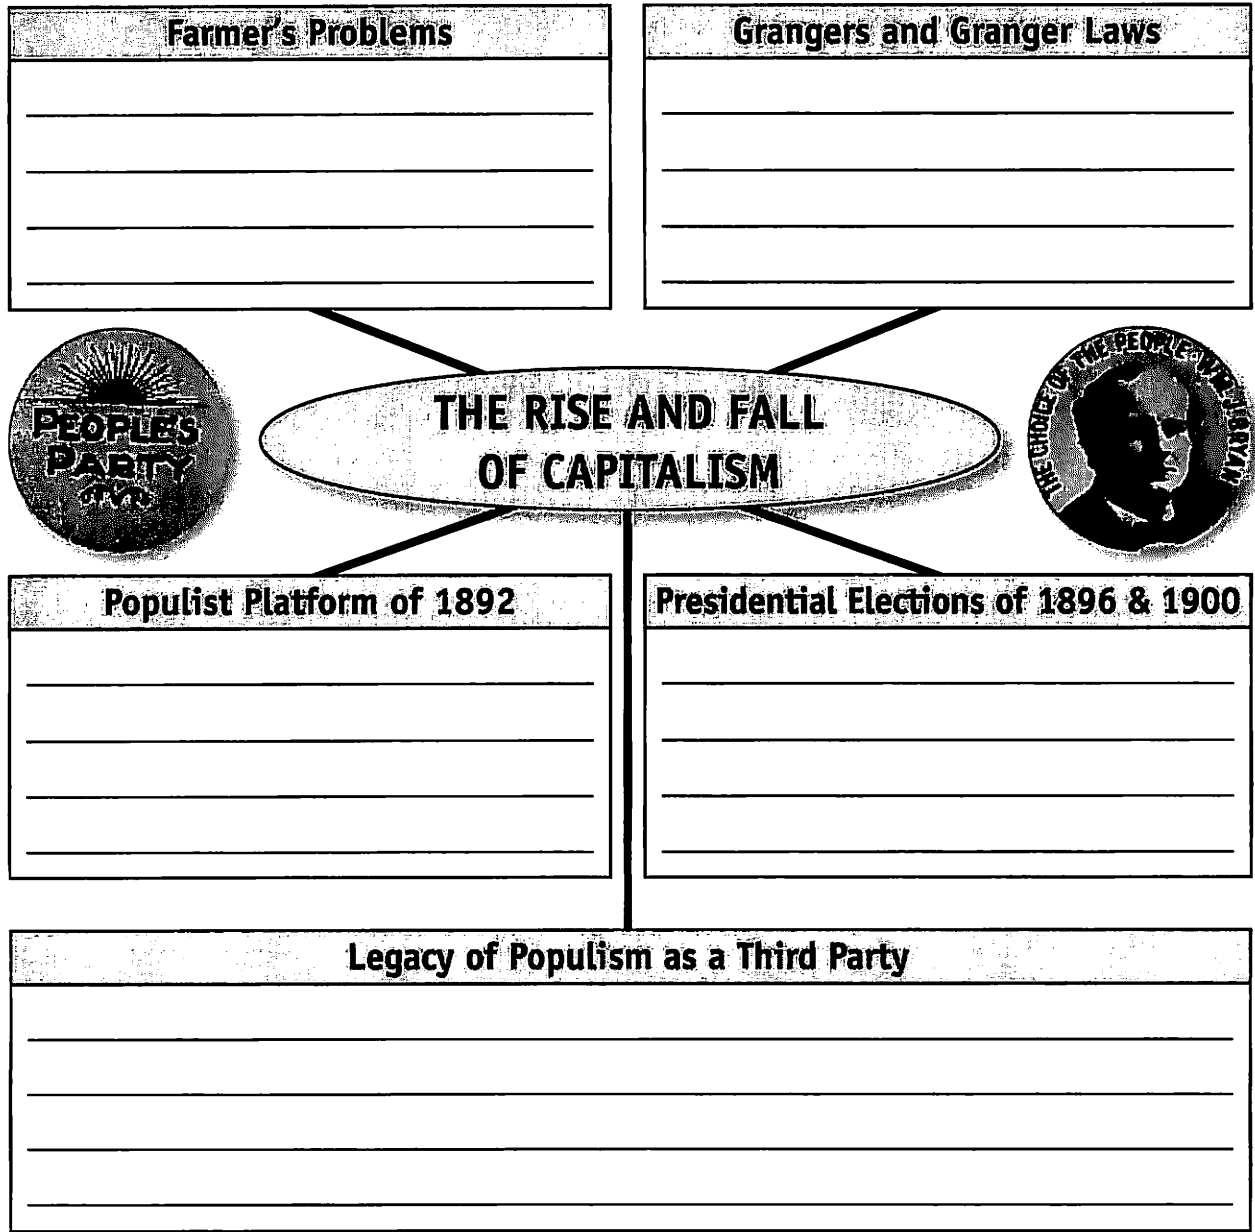 Farmer's Problems
Grangers and Granger Laws
PEOPLE'S
PARTY
THE RISE AND FALL
OF CAPITALISM
THE CHOICE OF THE PEOPLE W
BRYAN
Populist Platform of 1892
Presidential Elections of 1896 & 1900
Legacy of Populism as a Third Party